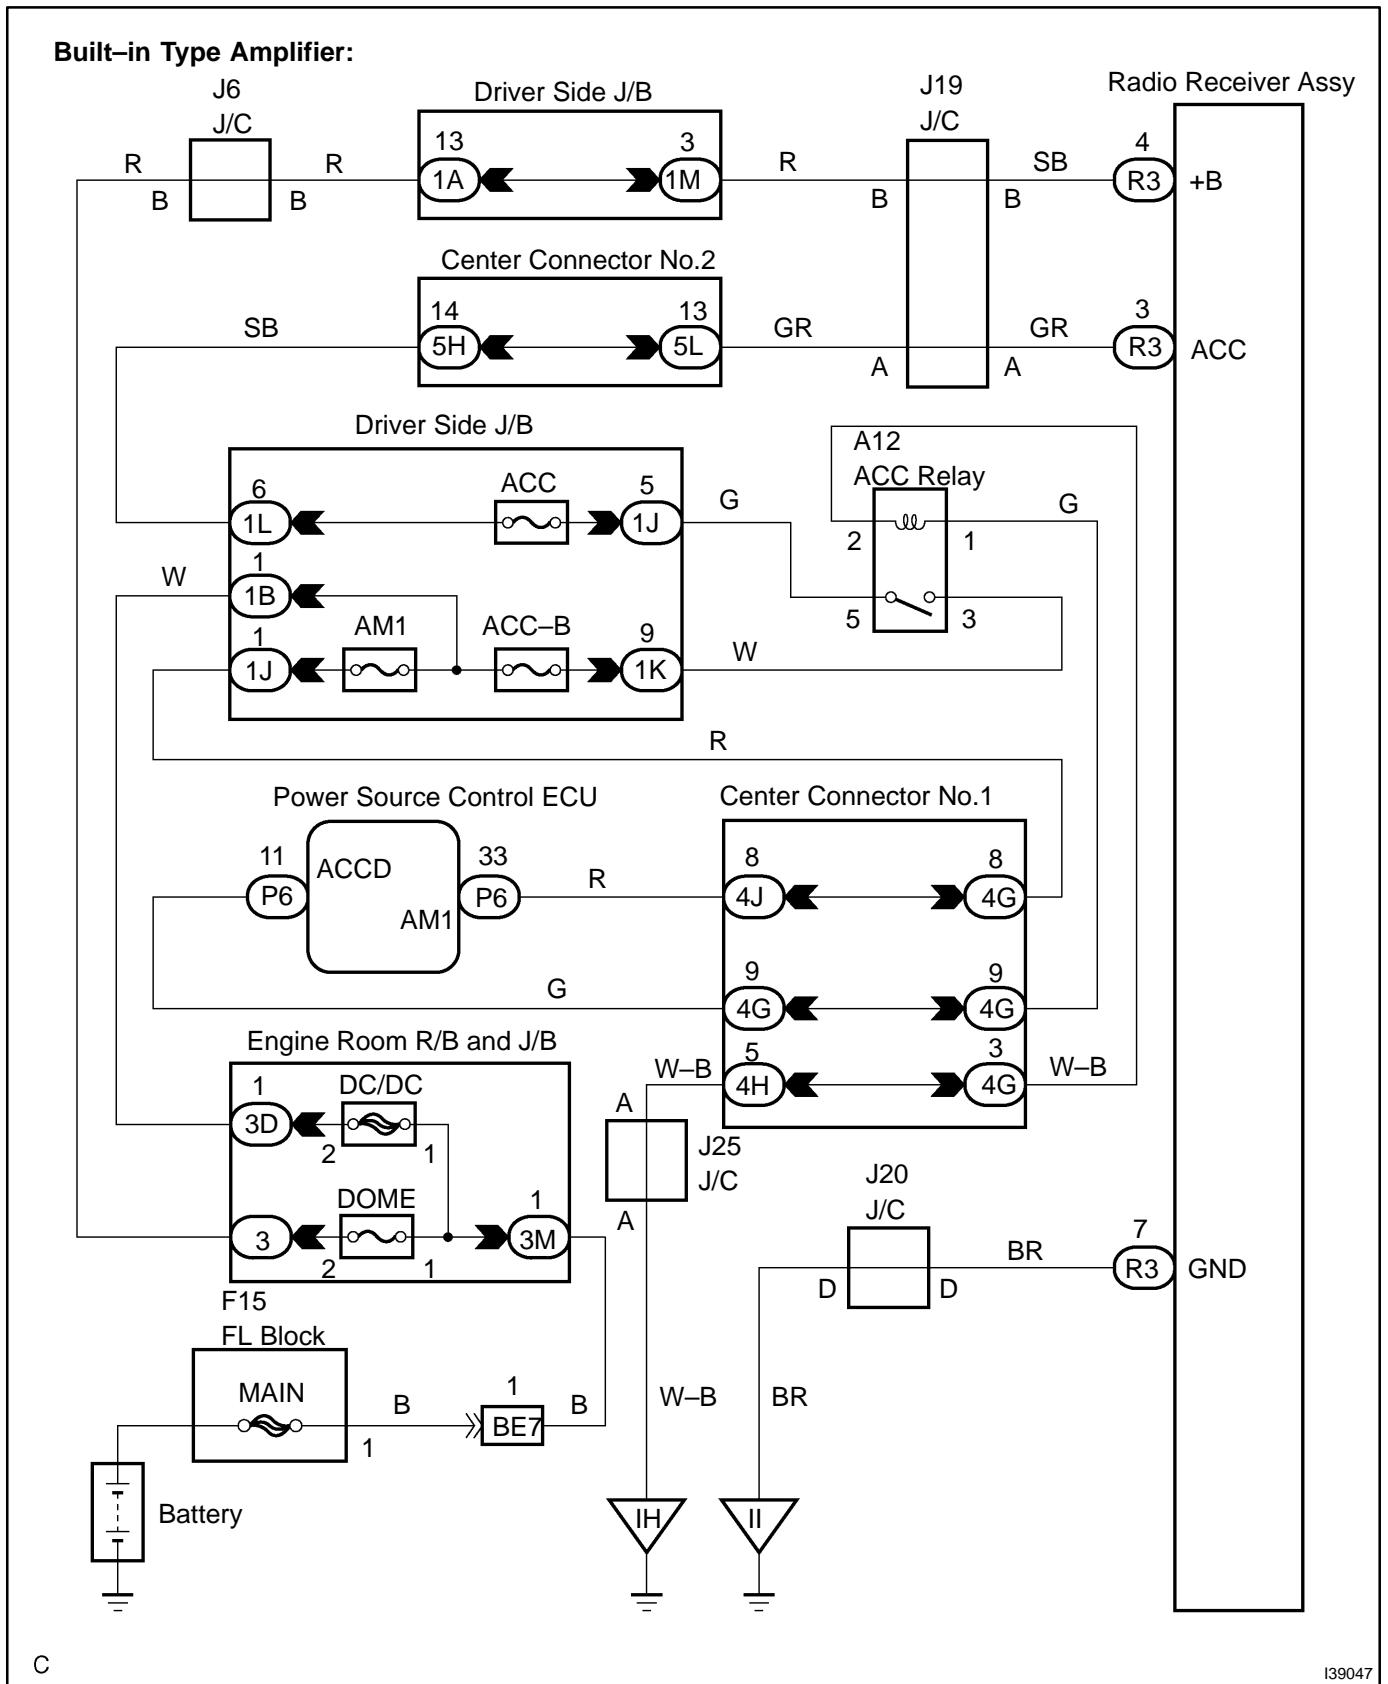 Built–in Type Amplifier:
J6
J/C
Driver Side J/B
J19
J/C
Radio Receiver Assy
R
B
R
B
13
1A
3
1M
R
B
SB
B
4
R3
+B
Center Connector No.2
SB
14
5H
13
5L
GR
A
GR
A
3
R3
ACC
Driver Side J/B
A12
ACC Relay
6
1L
ACC
5
1J
G
2
1
G
W
1
1B
5
3
1
1J
AM1
ACC–B
9
1K
W
R
Power Source Control ECU
Center Connector No.1
11
P6
ACCD
AM1
33
P6
R
8
4J
8
4G
G
9
4G
9
4G
Engine Room R/B and J/B
W–B
5
4H
3
4G
W–B
1
3D
DC/DC
2
1
A
J25
J/C
A
3
DOME
2
1
1
3M
J20
J/C
D
D
BR
7
R3
GND
F15
FL Block
MAIN
1
B
1
BE7
B
W–B
BR
Battery
IH
II
C
I39047